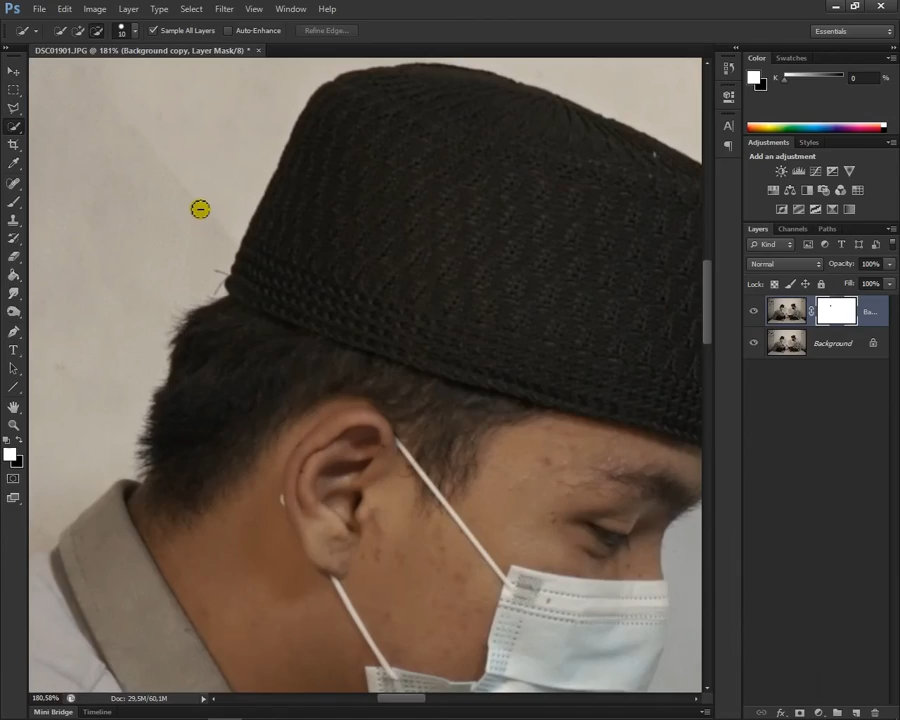 Ps File Edit Image Layer Type Select Filter View Window Help
10 Sample All Layers Auto-Enhance Refine Edge... Essentials
DSC01901.JPG @ 181% (Background copy, Layer Mask/8) * ×
Color Swatches
K 0 %
Adjustments Styles
Add an adjustment
Layers Channels Paths
Kind
Normal Opacity: 100%
Lock: Fill: 100%
Ba...
Background
180,58% Doc: 29,5M/60,1M
Mini Bridge Timeline